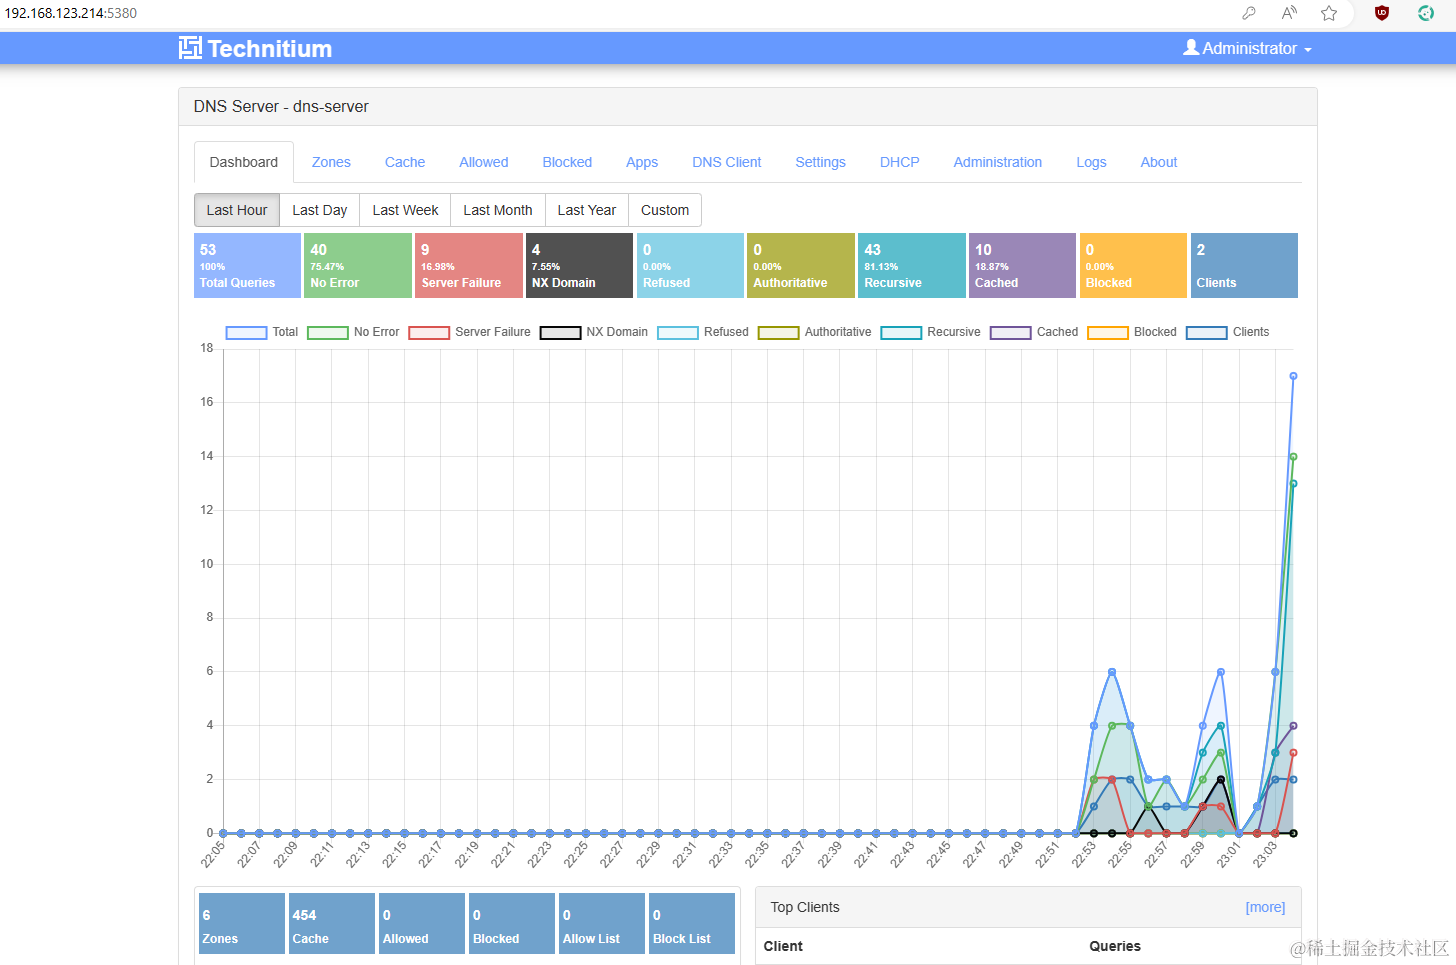 192.168.123.214:5380
Technitium
Administrator
DNS Server - dns-server
Dashboard Zones Cache Allowed Blocked Apps DNS Client Settings DHCP Administration Logs About
Last Hour Last Day Last Week Last Month Last Year Custom
53 40 9 4 0 0 43 10 0 2
100% 75.47% 16.98% 7.55% 0.00% 0.00% 81.13% 18.87% 0.00%
Total Queries No Error Server Failure NX Domain Refused Authoritative Recursive Cached Blocked Clients
Total No Error Server Failure NX Domain Refused Authoritative Recursive Cached Blocked Clients
18
16
14
12
10
8
6
4
2
0
22:05 22:07 22:09 22:11 22:13 22:15 22:17 22:19 22:21 22:23 22:25 22:27 22:29 22:31 22:33 22:35 22:37 22:39 22:41 22:43 22:45 22:47 22:49 22:51 22:53 22:55 22:57 22:59 23:01 23:03
6 454 0 0 0 0
Zones Cache Allowed Blocked Allow List Block List
Top Clients [more]
Client Queries
@稀土掘金技术社区